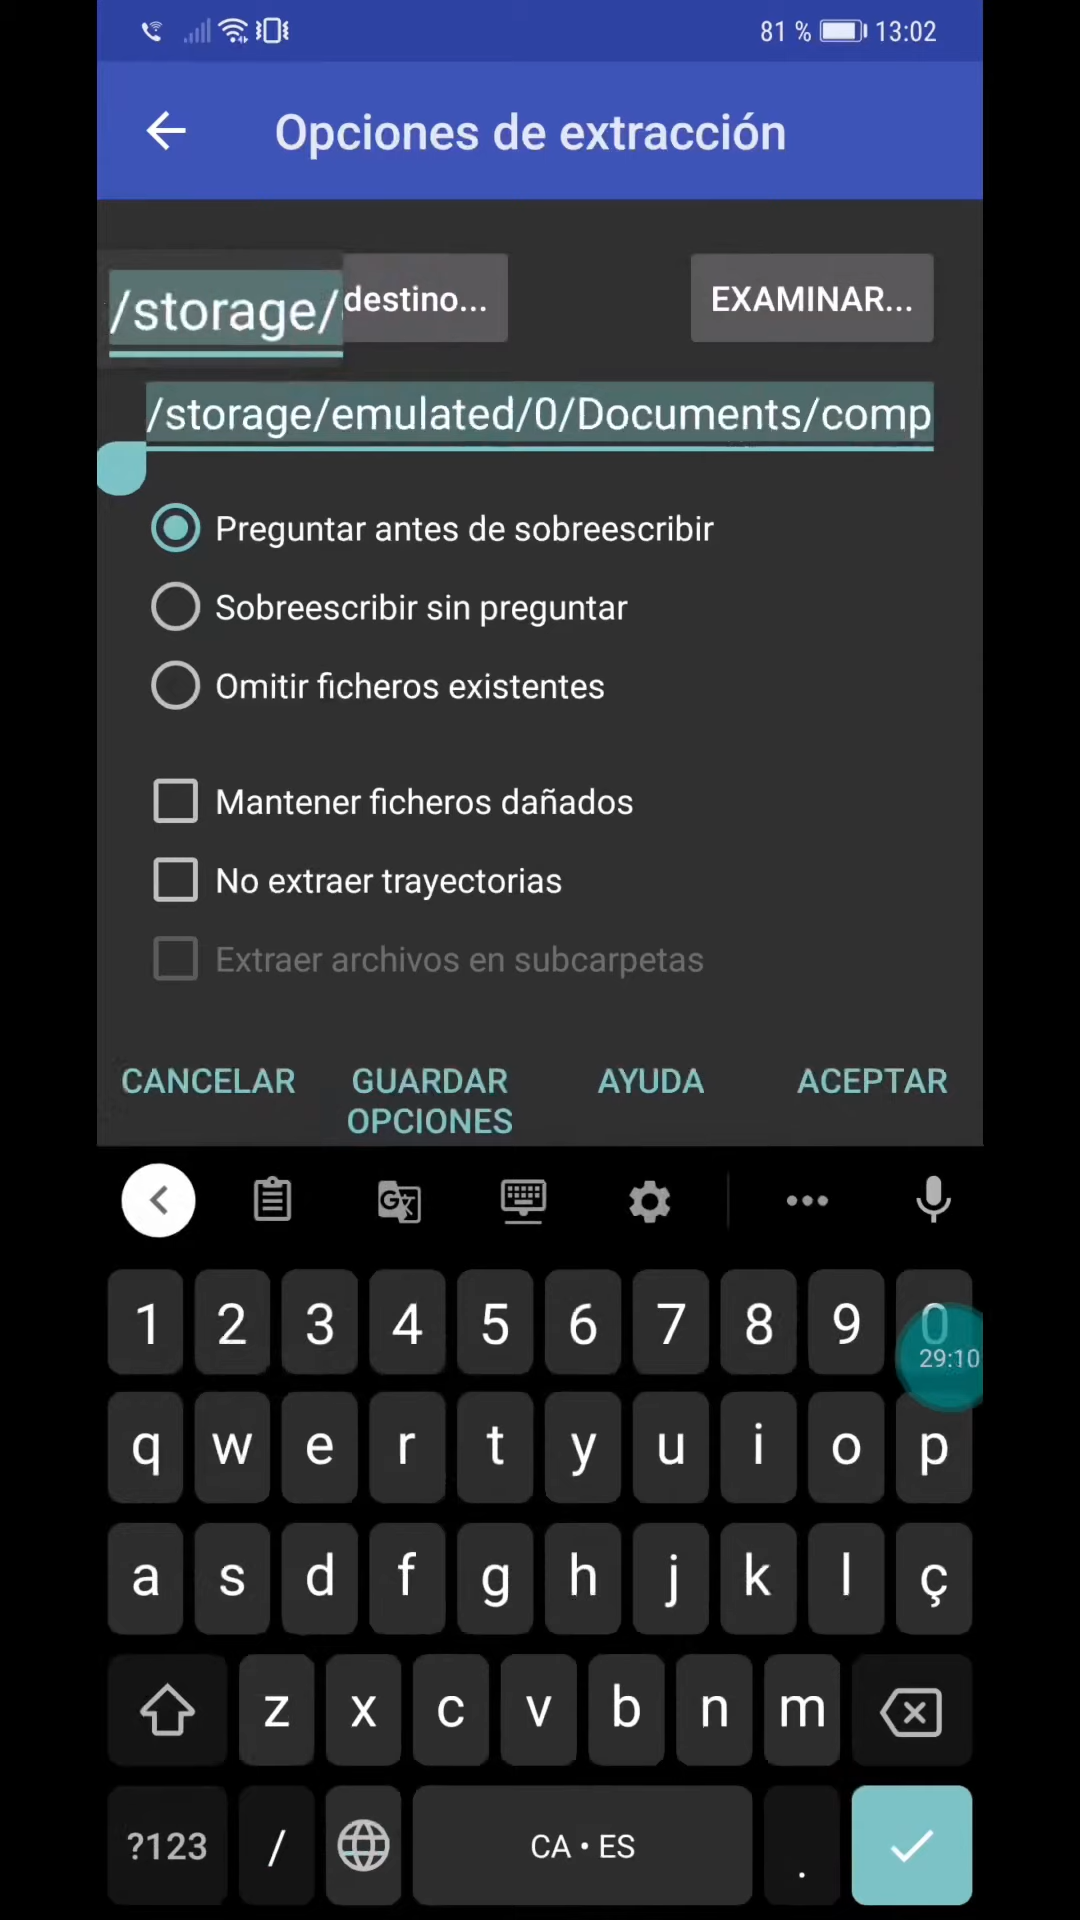 81 % 13:02
Opciones de extracción
/storage/ destino... EXAMINAR...
/storage/emulated/0/Documents/comp
Preguntar antes de sobreescribir
Sobreescribir sin preguntar
Omitir ficheros existentes
Mantener ficheros dañados
No extraer trayectorias
Extraer archivos en subcarpetas
CANCELAR GUARDAR OPCIONES AYUDA ACEPTAR
1 2 3 4 5 6 7 8 9 0
29:10
q w e r t y u i o p
a s d f g h j k l ç
z x c v b n m
?123 / CA • ES .